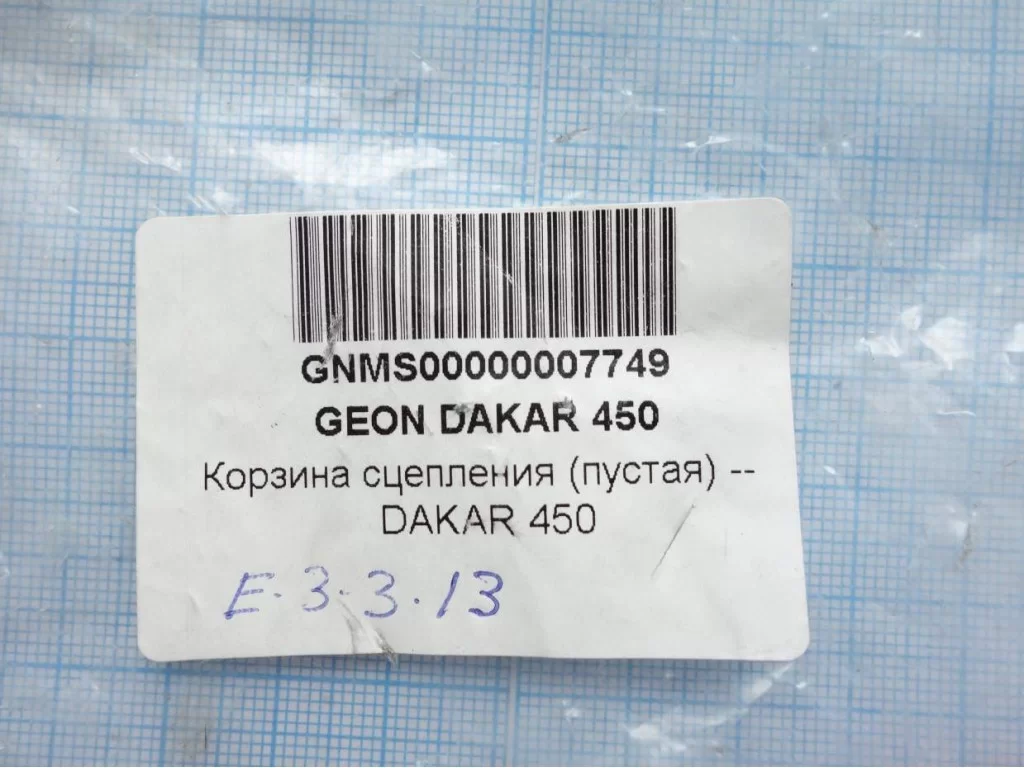 GNMS00000007749
GEON DAKAR 450
Корзина сцепления (пустая) --
DAKAR 450
E.3.3.13